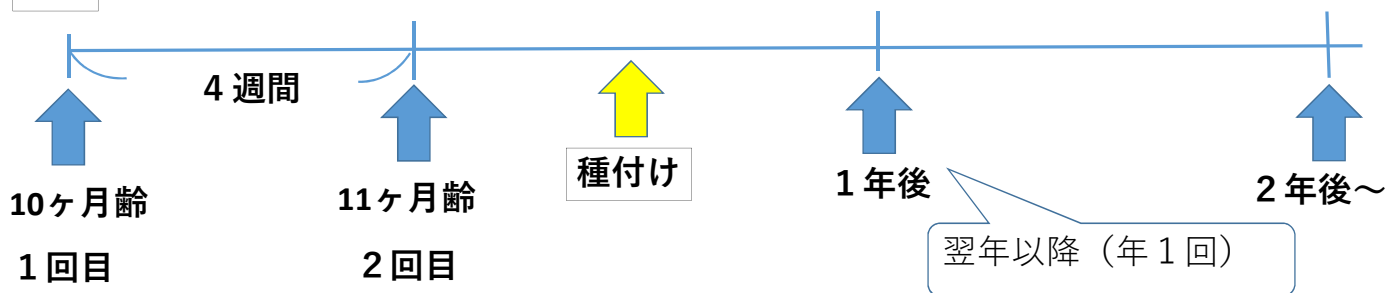 4週間
種付け
10ヶ月齢
11ヶ月齢
1年後
2年後~
1回目
2回目
翌年以降（年1回）